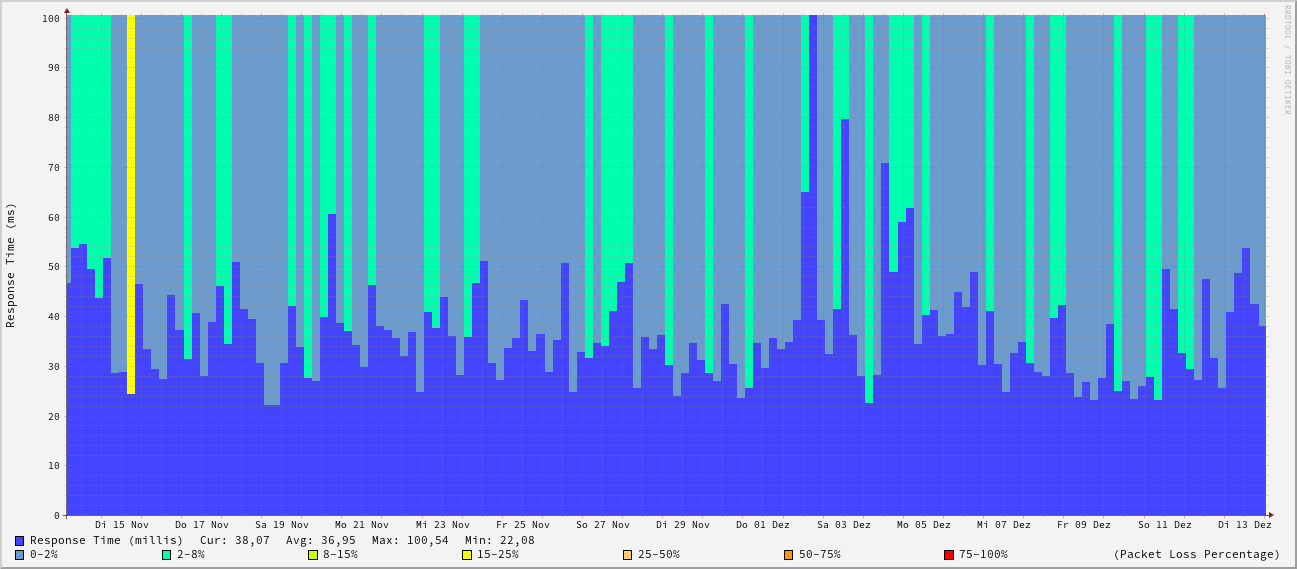 RRDTOOL / TOBI OETIKER
Response Time (ms)
100
90
80
70
60
50
40
30
20
10
0
Di 15 Nov Do 17 Nov Sa 19 Nov Mo 21 Nov Mi 23 Nov Fr 25 Nov So 27 Nov Di 29 Nov Do 01 Dez Sa 03 Dez Mo 05 Dez Mi 07 Dez Fr 09 Dez So 11 Dez Di 13 Dez
Response Time (millis) Cur: 38,07 Avg: 36,95 Max: 100,54 Min: 22,08
0-2% 2-8% 8-15% 15-25% 25-50% 50-75% 75-100% (Packet Loss Percentage)